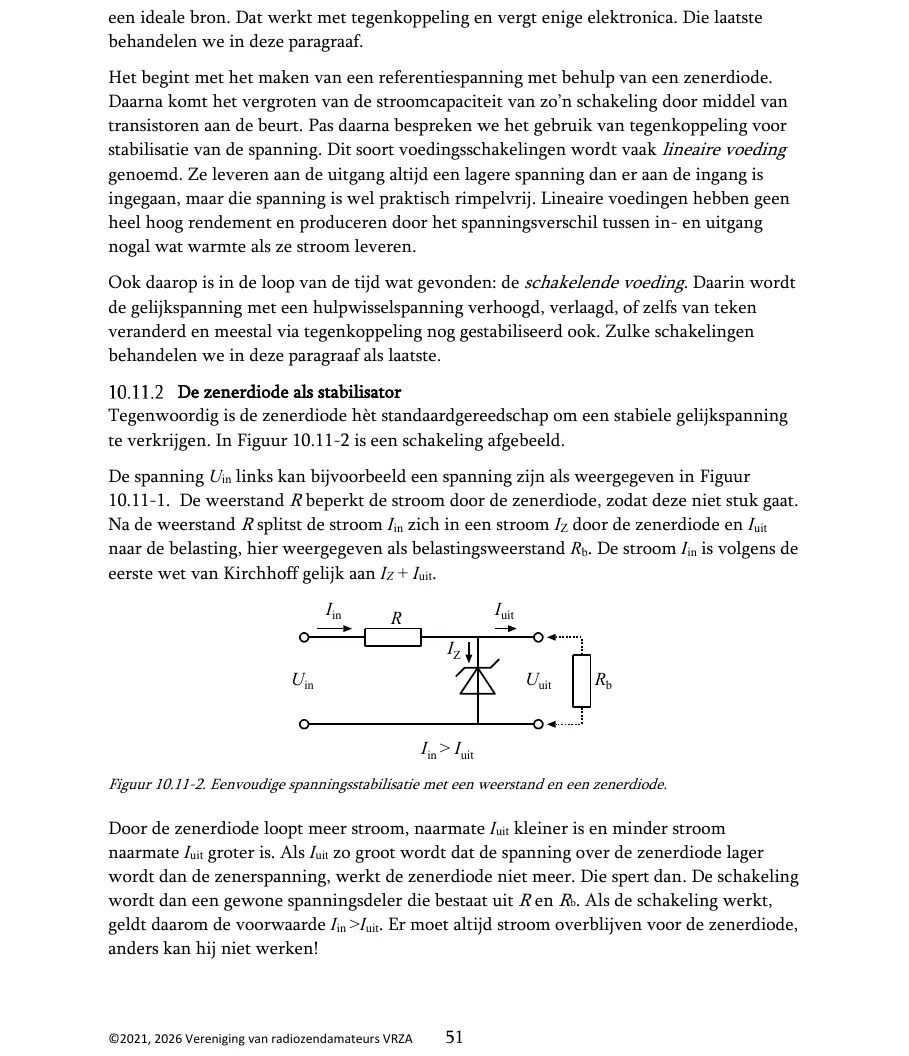 een ideale bron. Dat werkt met tegenkoppeling en vergt enige elektronica. Die laatste
behandelen we in deze paragraaf.
Het begint met het maken van een referentiespanning met behulp van een zenerdiode.
Daarna komt het vergroten van de stroomcapaciteit van zo’n schakeling door middel van
transistoren aan de beurt. Pas daarna bespreken we het gebruik van tegenkoppeling voor
stabilisatie van de spanning. Dit soort voedingsschakelingen wordt vaak lineaire voeding
genoemd. Ze leveren aan de uitgang altijd een lagere spanning dan er aan de ingang is
ingegaan, maar die spanning is wel praktisch rimpelvrij. Lineaire voedingen hebben geen
heel hoog rendement en produceren door het spanningsverschil tussen in- en uitgang
nogal wat warmte als ze stroom leveren.
Ook daarop is in de loop van de tijd wat gevonden: de schakelende voeding. Daarin wordt
de gelijkspanning met een hulpwisselspanning verhoogd, verlaagd, of zelfs van teken
veranderd en meestal via tegenkoppeling nog gestabiliseerd ook. Zulke schakelingen
behandelen we in deze paragraaf als laatste.
10.11.2 De zenerdiode als stabilisator
Tegenwoordig is de zenerdiode hèt standaardgereedschap om een stabiele gelijkspanning
te verkrijgen. In Figuur 10.11-2 is een schakeling afgebeeld.
De spanning Uin links kan bijvoorbeeld een spanning zijn als weergegeven in Figuur
10.11-1. De weerstand R beperkt de stroom door de zenerdiode, zodat deze niet stuk gaat.
Na de weerstand R splitst de stroom Iin zich in een stroom IZ door de zenerdiode en Iuit
naar de belasting, hier weergegeven als belastingsweerstand Rb. De stroom Iin is volgens de
eerste wet van Kirchhoff gelijk aan IZ + Iuit.
Iin R Iuit
IZ
Uin Uuit Rb
Iin > Iuit
Figuur 10.11-2. Eenvoudige spanningsstabilisatie met een weerstand en een zenerdiode.
Door de zenerdiode loopt meer stroom, naarmate Iuit kleiner is en minder stroom
naarmate Iuit groter is. Als Iuit zo groot wordt dat de spanning over de zenerdiode lager
wordt dan de zenerspanning, werkt de zenerdiode niet meer. Die spert dan. De schakeling
wordt dan een gewone spanningsdeler die bestaat uit R en Rb. Als de schakeling werkt,
geldt daarom de voorwaarde Iin >Iuit. Er moet altijd stroom overblijven voor de zenerdiode,
anders kan hij niet werken!
©2021, 2026 Vereniging van radiozendamateurs VRZA 51